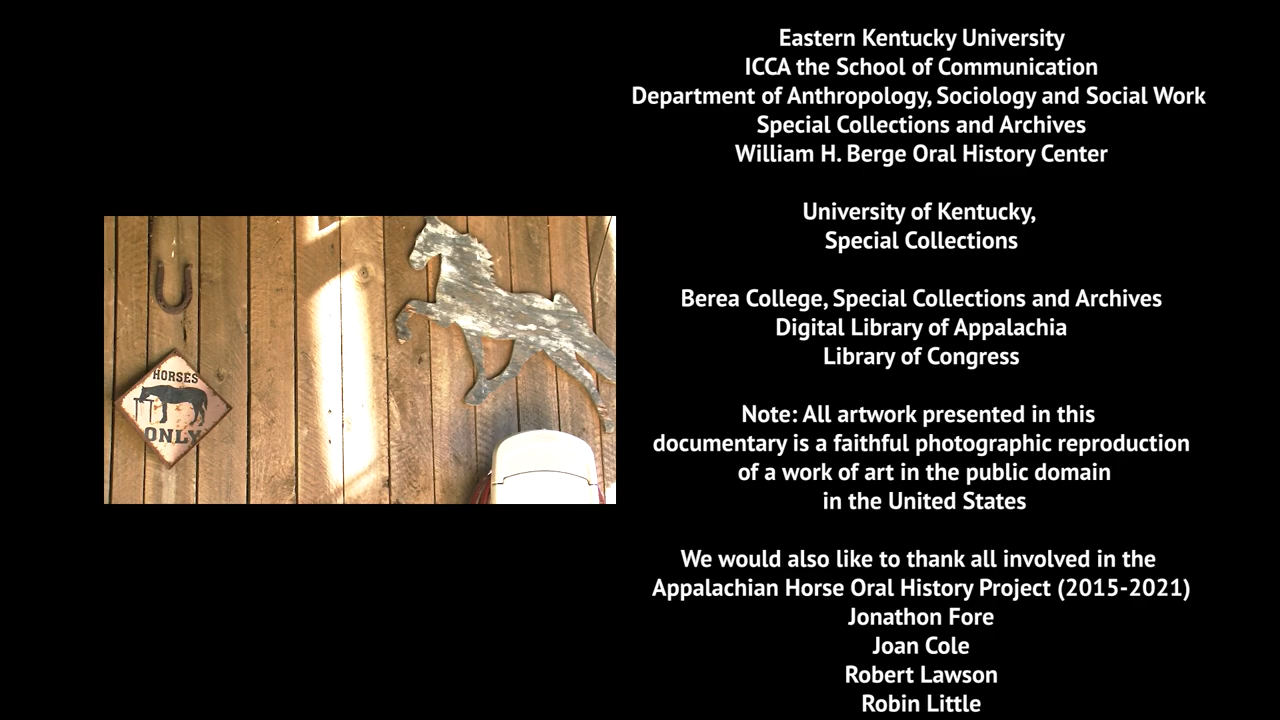 HORSES
ONLY
Eastern Kentucky University
ICCA the School of Communication
Department of Anthropology, Sociology and Social Work
Special Collections and Archives
William H. Berge Oral History Center
University of Kentucky,
Special Collections
Berea College, Special Collections and Archives
Digital Library of Appalachia
Library of Congress
Note: All artwork presented in this
documentary is a faithful photographic reproduction
of a work of art in the public domain
in the United States
We would also like to thank all involved in the
Appalachian Horse Oral History Project (2015-2021)
Jonathon Fore
Joan Cole
Robert Lawson
Robin Little